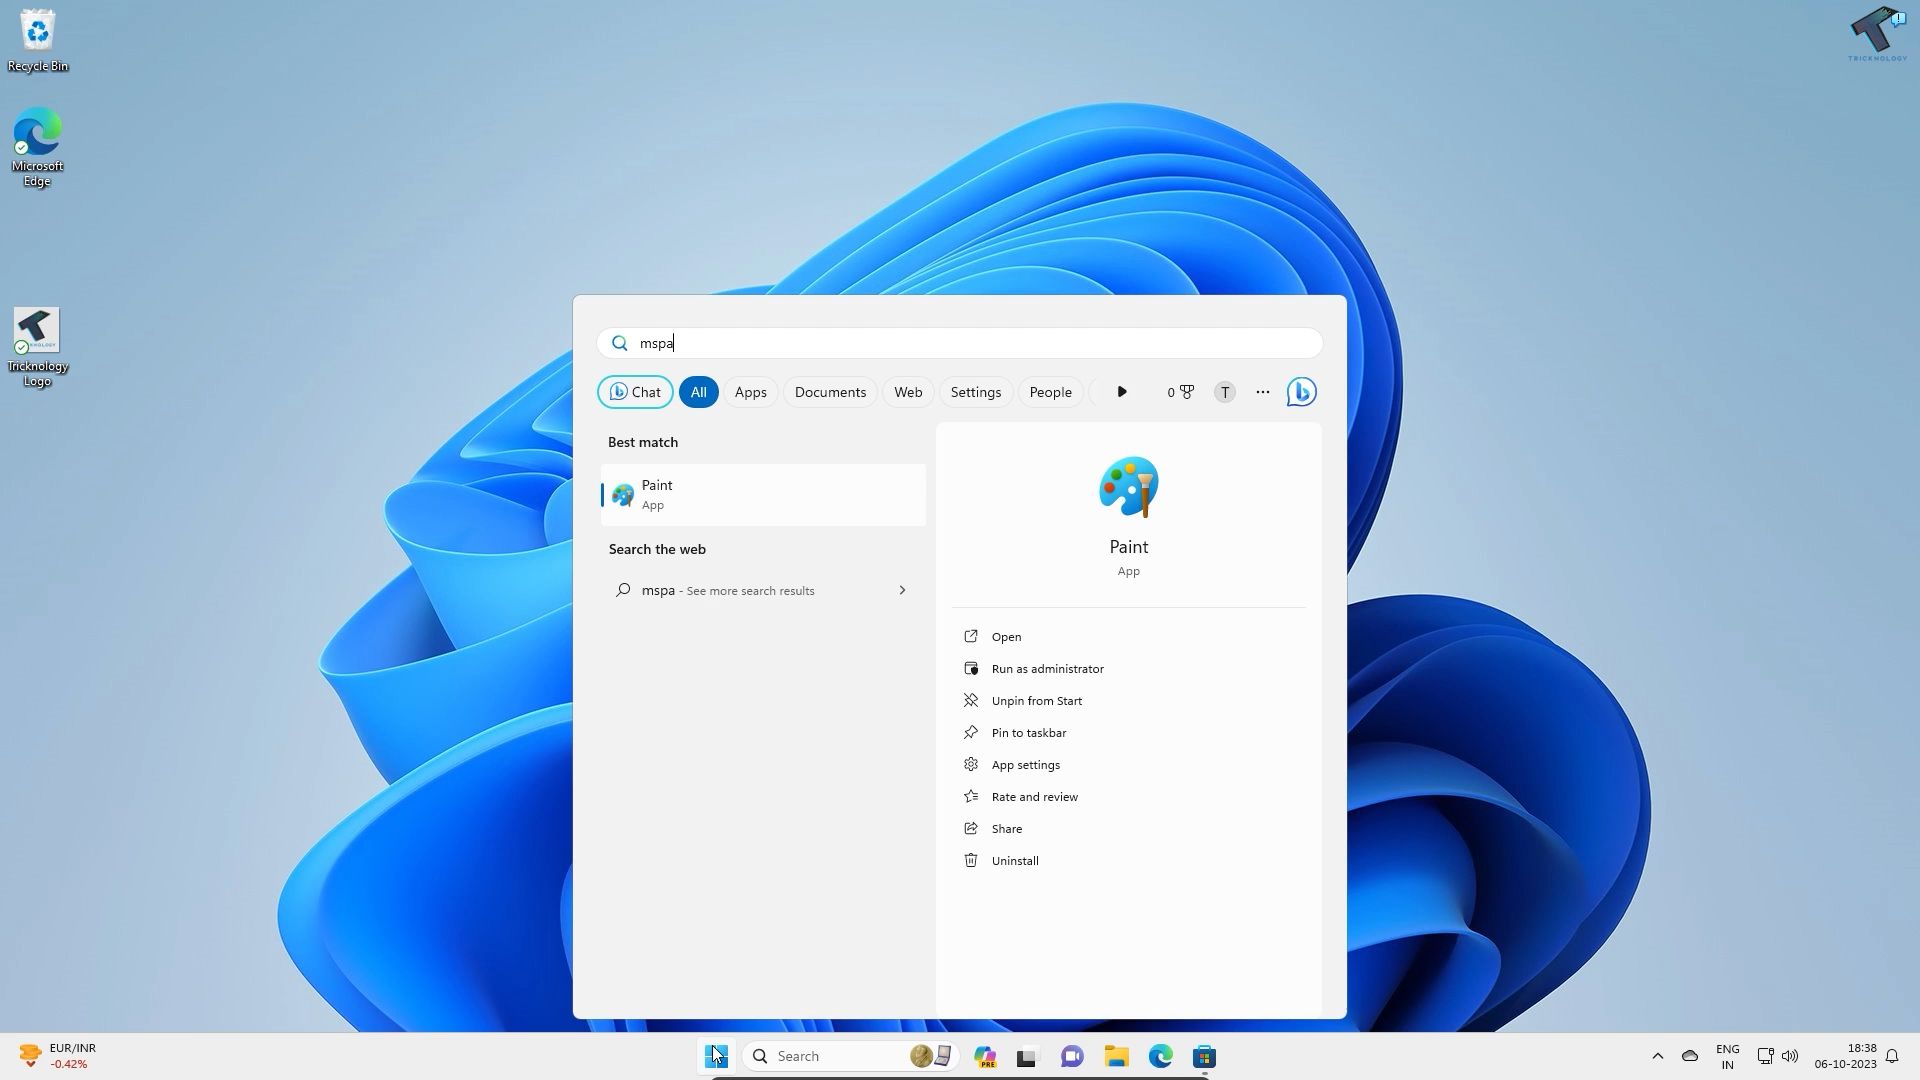 Recycle Bin
Microsoft
Edge
Tricknology
Logo
TRICKNOLOGY
mspa
Chat
All
Apps
Documents
Web
Settings
People
0
T
Best match
Paint
App
Search the web
mspa - See more search results
Paint
App
Open
Run as administrator
Unpin from Start
Pin to taskbar
App settings
Rate and review
Share
Uninstall
EUR/INR
-0.42%
Search
PRE
ENG
IN
18:38
06-10-2023